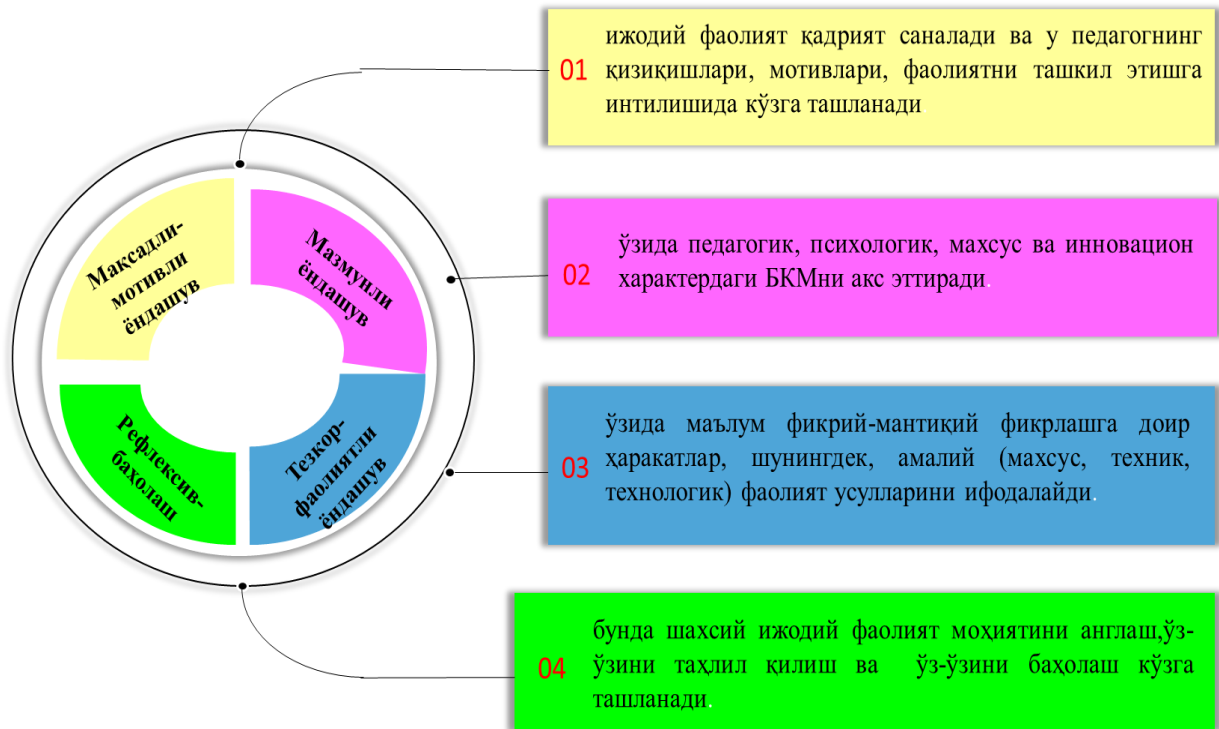 01
ижодий фаолият қадрият саналади ва у педагогнинг
қизиқишлари, мотивлари, фаолиятни ташкил этишга
интилишида кўзга ташланади
Мақсадли-
мотивли
ёндашув
Мазмунли
ёндашув
02
ўзида педагогик, психологик, махсус ва инновацион
характердаги БКМни акс эттиради.
Рефлексив-
баҳолаш
Тезкор-
фаолиятли
ёндашув
03
ўзида маълум фикрий-мантиқий фикрлашга доир
ҳаракатлар, шунингдек, амалий (махсус, техник,
технологик) фаолият усулларини ифодалайди.
04
бунда шахсий ижодий фаолият моҳиятини англаш,ўз-
ўзини таҳлил қилиш ва ўз-ўзини баҳолаш кўзга
ташланади.